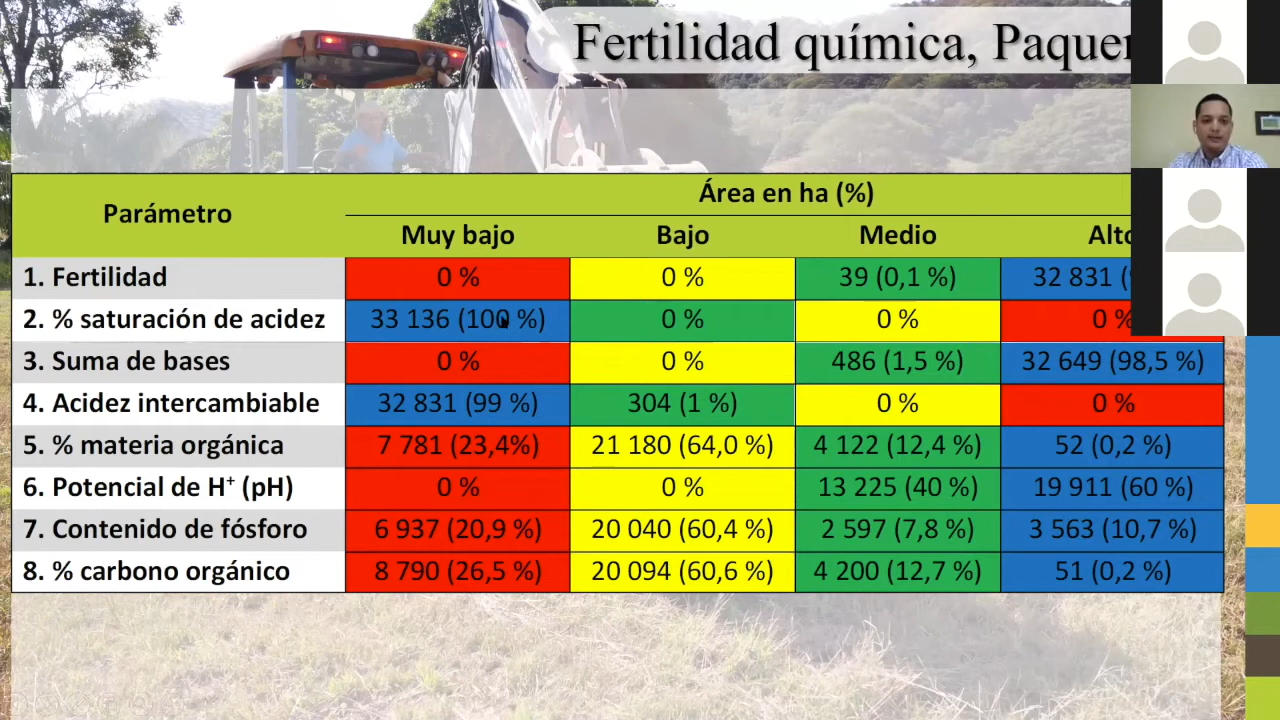 Fertilidad química, Paquer
Parámetro
Área en ha (%)
Muy bajo Bajo Medio Alto
1. Fertilidad 0 % 0 % 39 (0,1 %) 32 831 (
2. % saturación de acidez 33 136 (100 %) 0 % 0 % 0 %
3. Suma de bases 0 % 0 % 486 (1,5 %) 32 649 (98,5 %)
4. Acidez intercambiable 32 831 (99 %) 304 (1 %) 0 % 0 %
5. % materia orgánica 7 781 (23,4%) 21 180 (64,0 %) 4 122 (12,4 %) 52 (0,2 %)
6. Potencial de H⁺ (pH) 0 % 0 % 13 225 (40 %) 19 911 (60 %)
7. Contenido de fósforo 6 937 (20,9 %) 20 040 (60,4 %) 2 597 (7,8 %) 3 563 (10,7 %)
8. % carbono orgánico 8 790 (26,5 %) 20 094 (60,6 %) 4 200 (12,7 %) 51 (0,2 %)